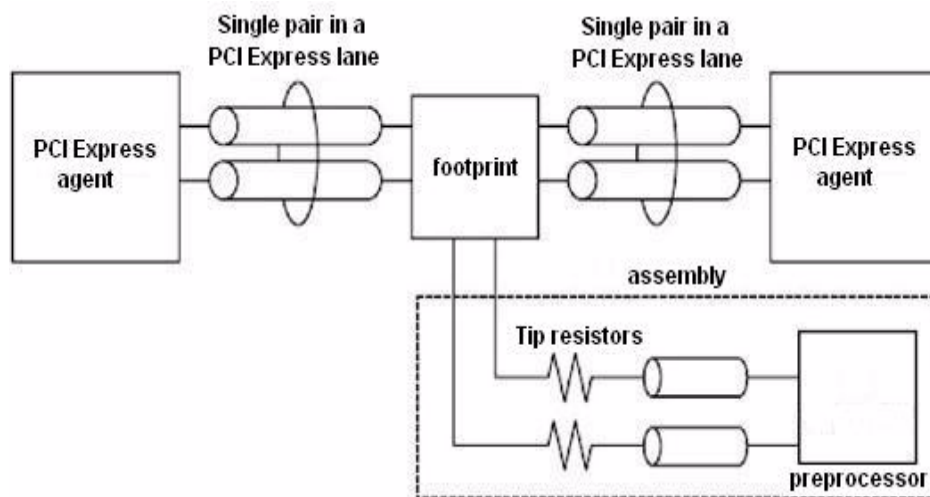 Single pair in a
PCI Express lane
Single pair in a
PCI Express lane
PCI Express
agent
footprint
PCI Express
agent
assembly
Tip resistors
preprocessor